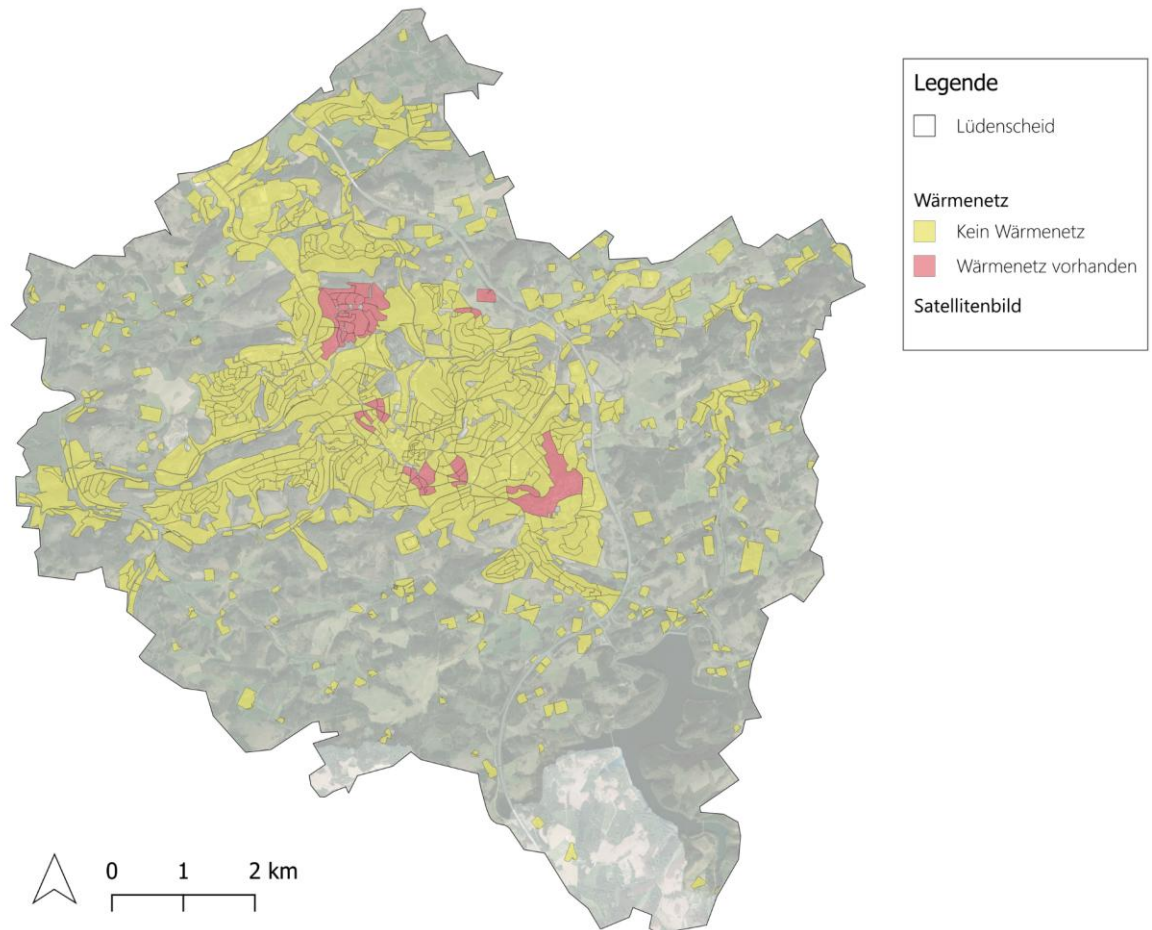 Legende
Lüdenscheid
Wärmenetz
Kein Wärmenetz
Wärmenetz vorhanden
Satellitenbild
0 1 2 km